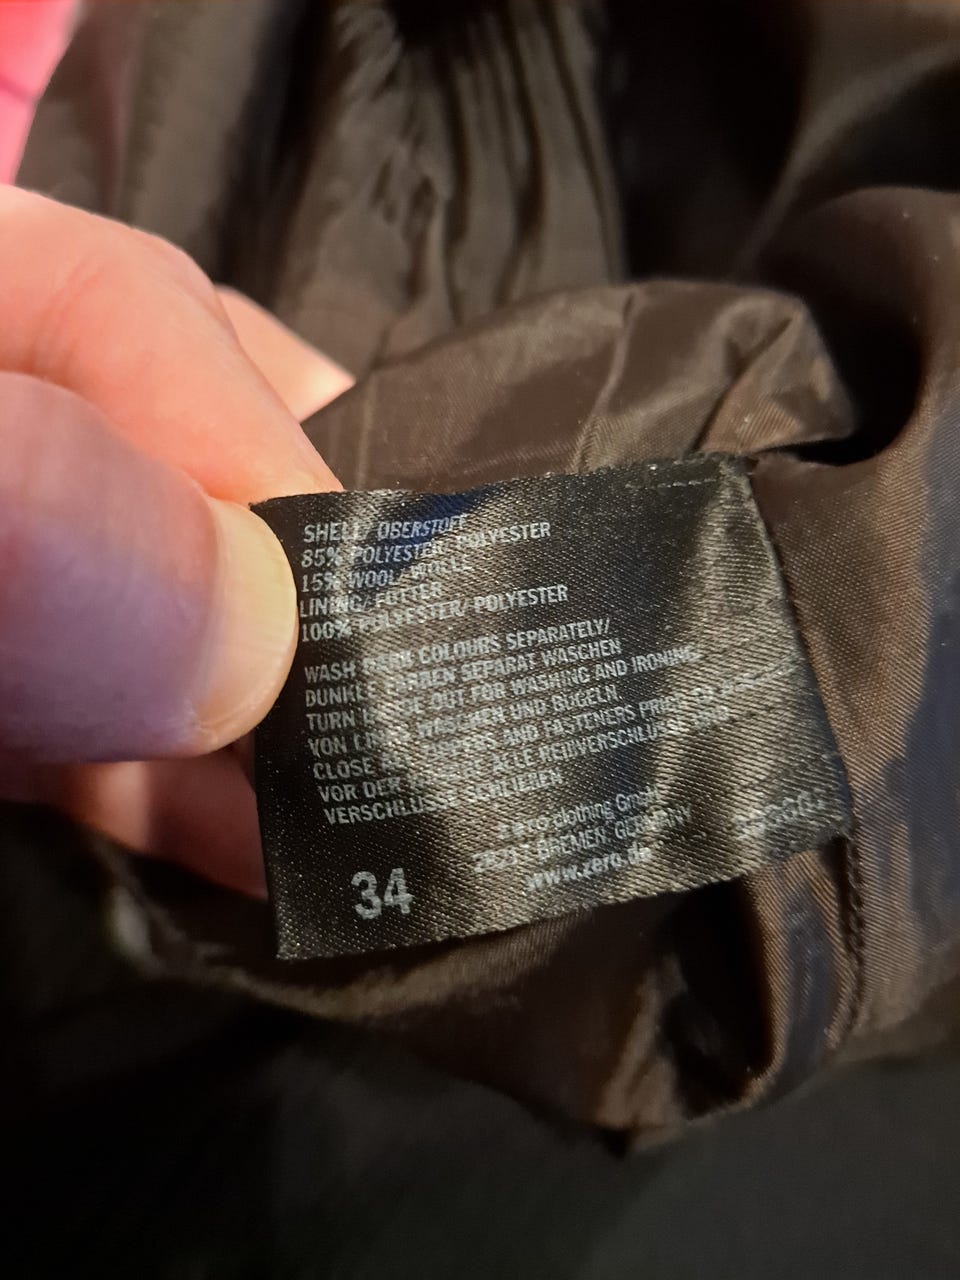 SHELL/ OBERSTOFF
85% POLYESTER/ POLYESTER
15% WOOL/ WOLLE
LINING/ FUTTER
100% POLYESTER/ POLYESTER
WASH DARK COLOURS SEPARATELY/
DUNKLE FARBEN SEPARAT WASCHEN
TURN INSIDE OUT FOR WASHING AND IRONING
VON LINKS WASCHEN UND BÜGELN
CLOSE ALL ZIPPERS AND FASTENERS PRIOR TO
VOR DER WÄSCHE ALLE REIßVERSCHLÜSSE UND
VERSCHLÜSSE SCHLIEßEN
zero clothing GmbH
28217 BREMEN, GERMANY
www.zero.de
34